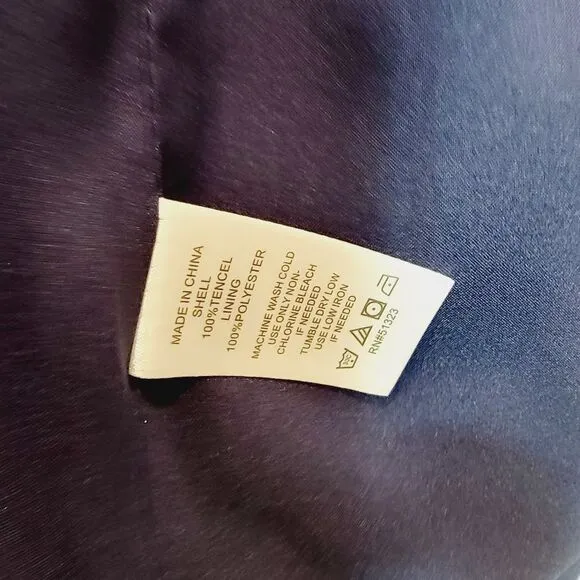 MADE IN CHINA
SHELL
100%TENCEL
LINING
100%POLYESTER
MACHINE WASH COLD
USE ONLY NON-
CHLORINE BLEACH
IF NEEDED
TUMBLE DRY LOW
USE LOW IRON
IF NEEDED
RN#51323